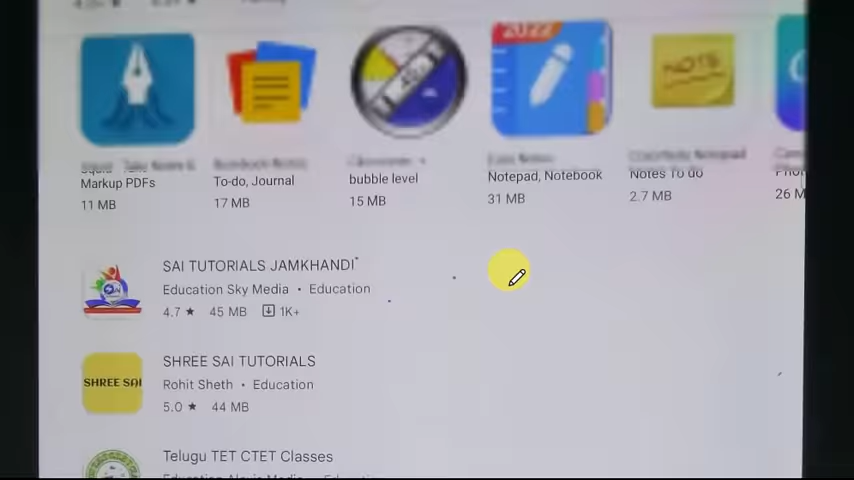 2022
NOTE
Markup PDFs
To-do, Journal
bubble level
Notepad, Notebook
Notes To do
11 MB
17 MB
15 MB
31 MB
2.7 MB
26 M
SAI TUTORIALS JAMKHANDI
Education Sky Media • Education
4.7 ★ 45 MB 1K+
SHREE SAI
SHREE SAI TUTORIALS
Rohit Sheth • Education
5.0 ★ 44 MB
Telugu TET CTET Classes